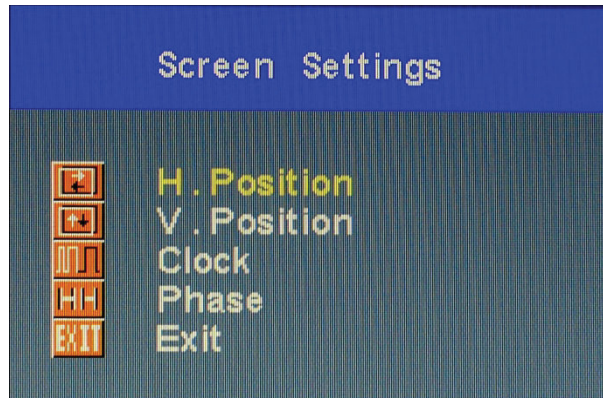 Screen Settings
H.Position
V.Position
Clock
Phase
EXIT Exit